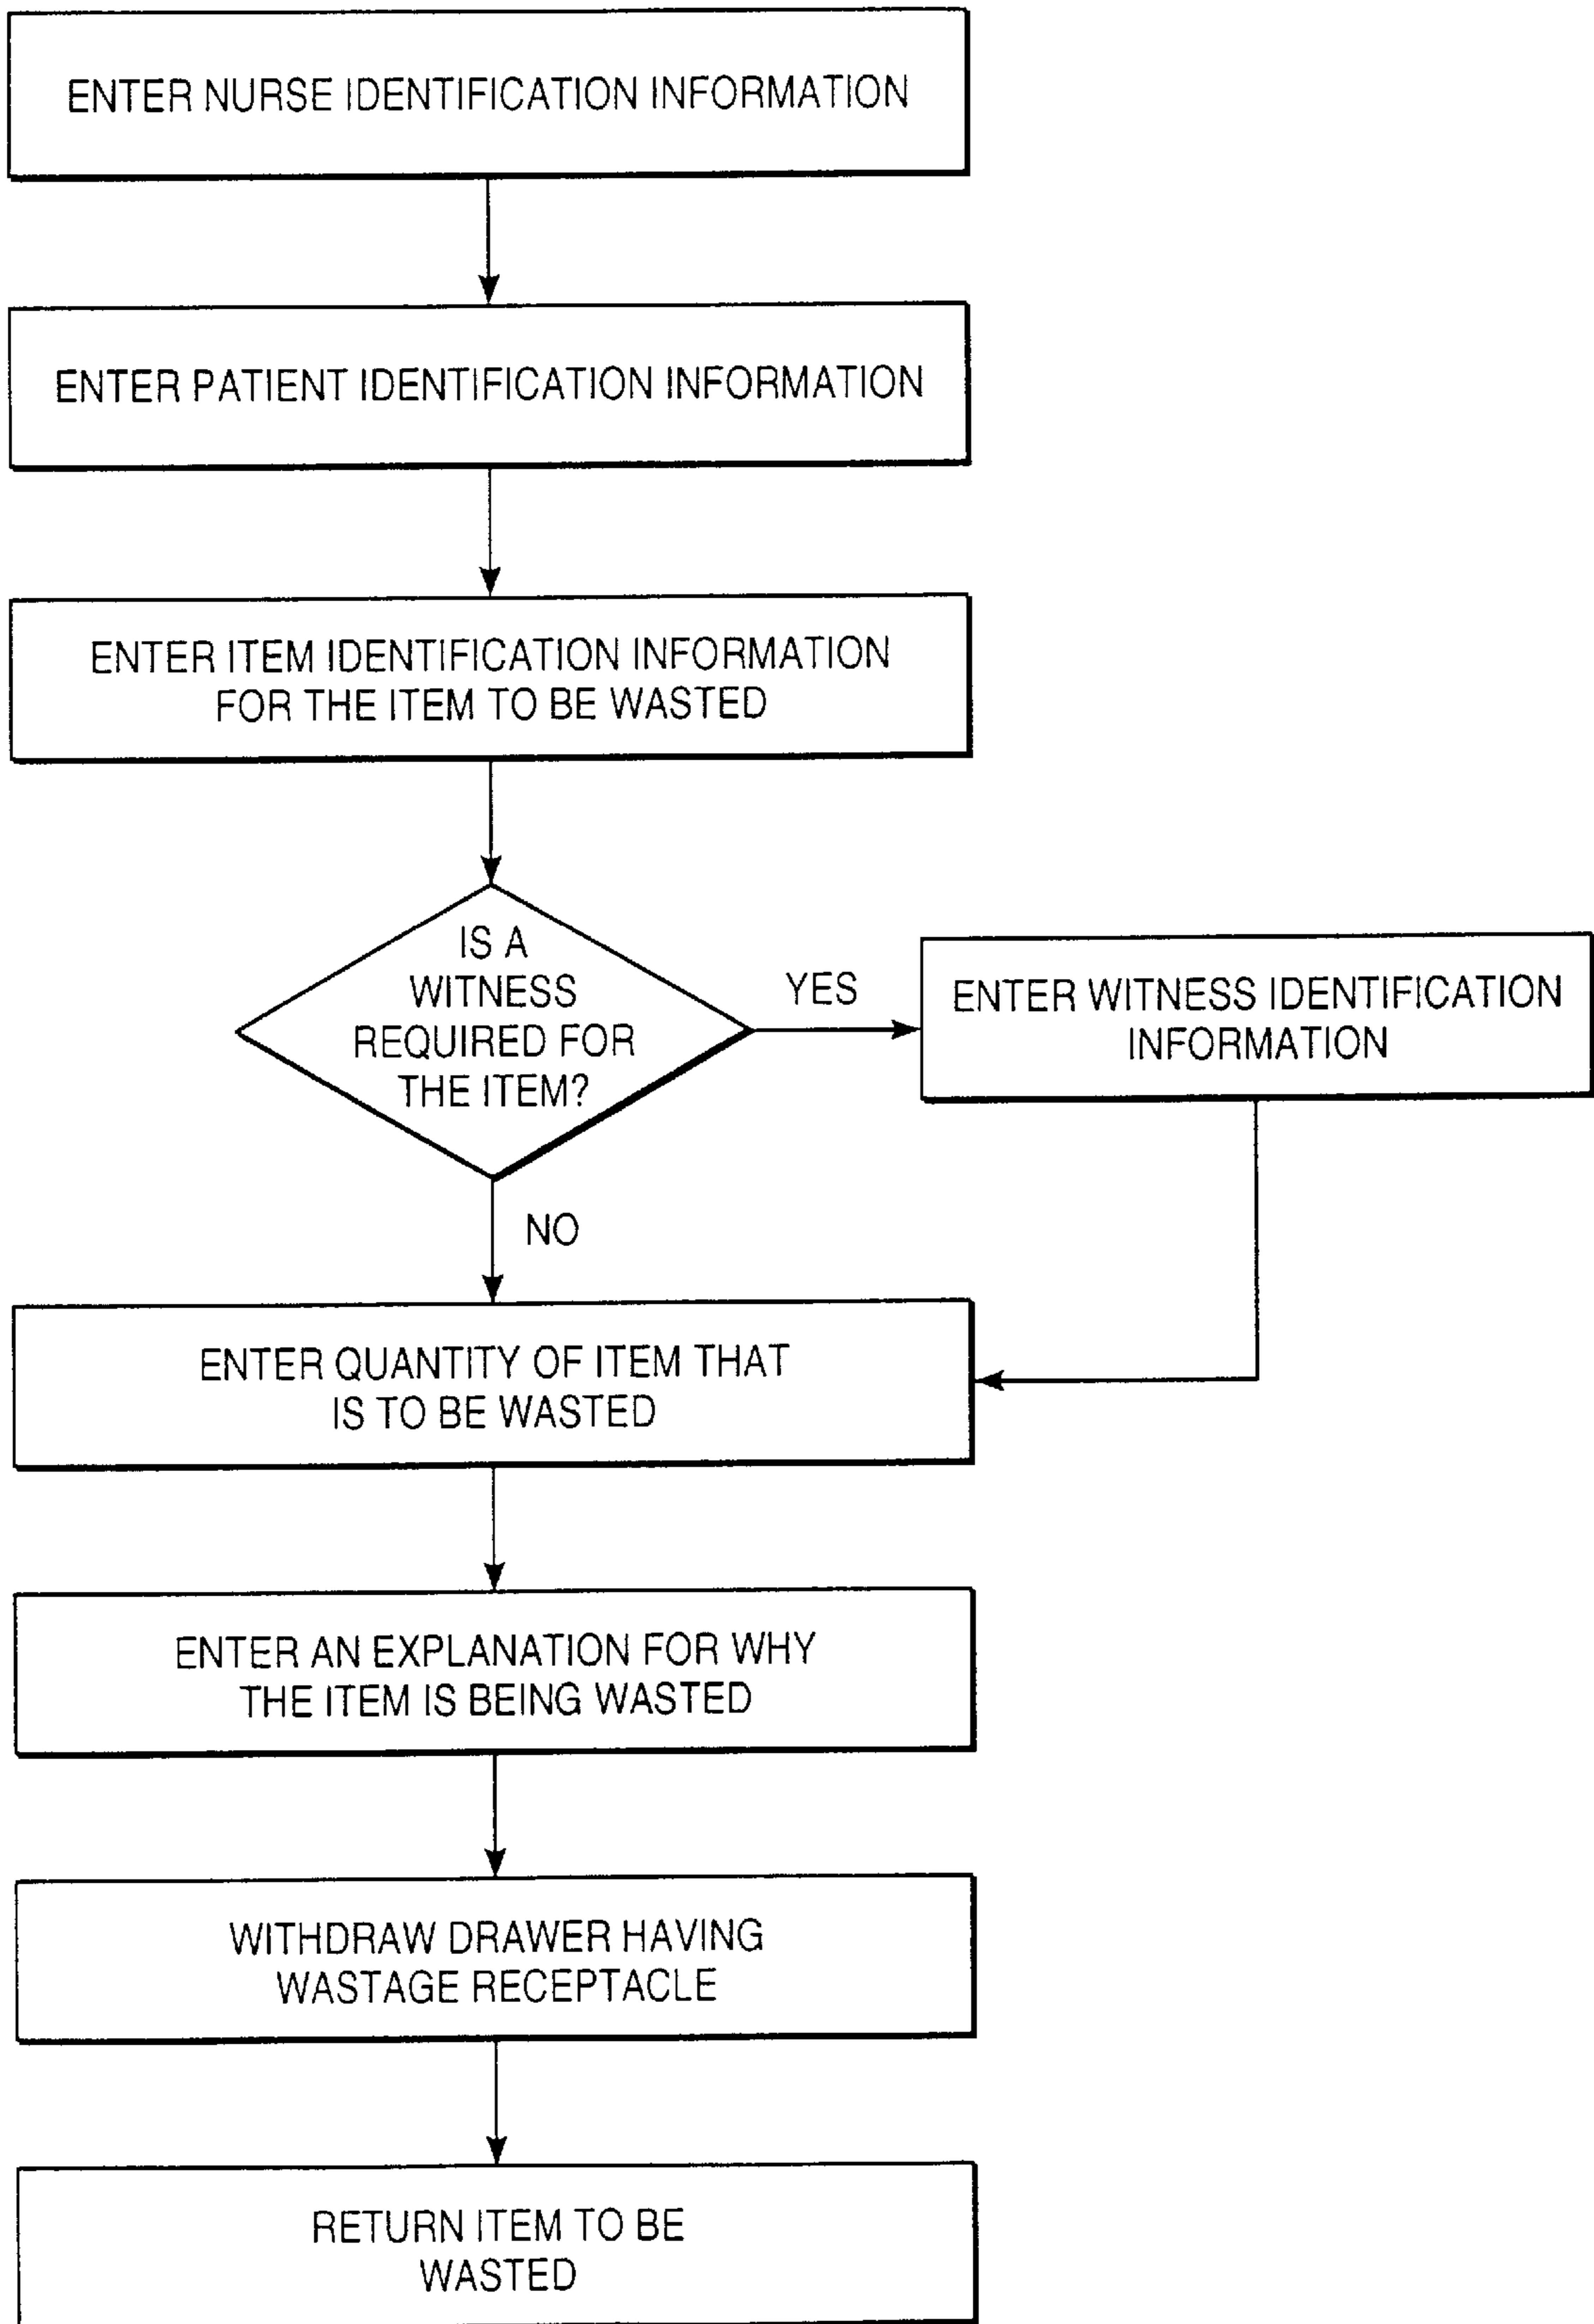 ENTER NURSE IDENTIFICATION INFORMATION
ENTER PATIENT IDENTIFICATION INFORMATION
ENTER ITEM IDENTIFICATION INFORMATION
FOR THE ITEM TO BE WASTED
IS A
WITNESS
REQUIRED FOR
THE ITEM?
YES
ENTER WITNESS IDENTIFICATION
INFORMATION
NO
ENTER QUANTITY OF ITEM THAT
IS TO BE WASTED
ENTER AN EXPLANATION FOR WHY
THE ITEM IS BEING WASTED
WITHDRAW DRAWER HAVING
WASTAGE RECEPTACLE
RETURN ITEM TO BE
WASTED